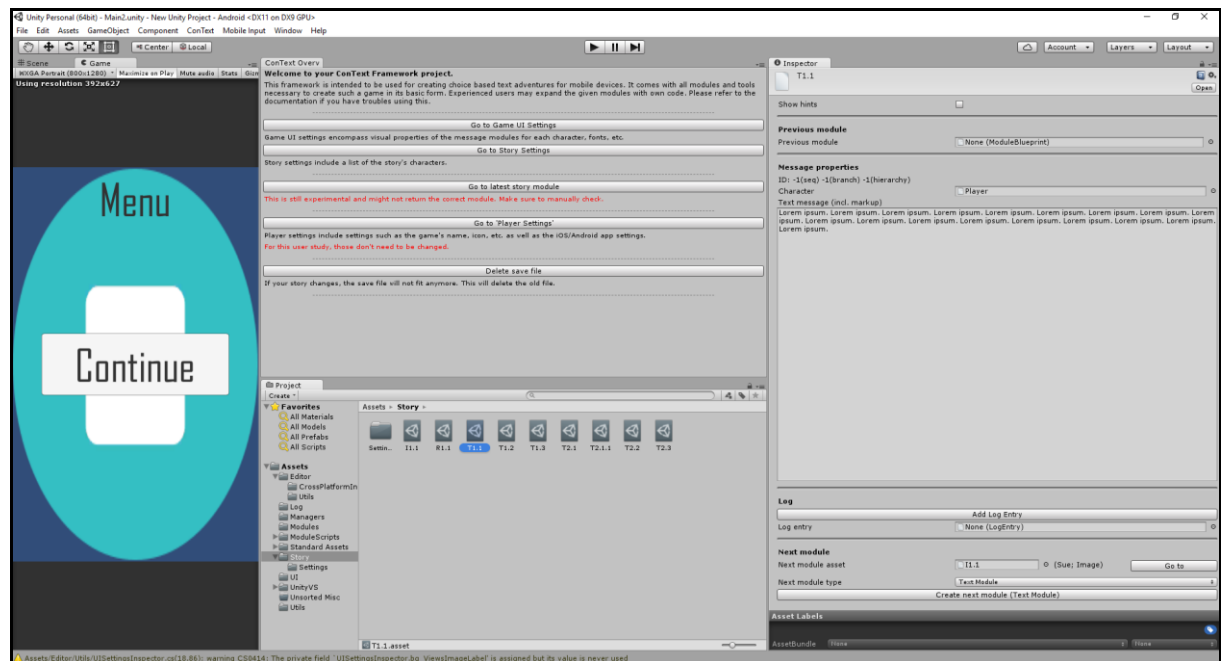 Unity Personal (64bit) - Main2.unity - New Unity Project - Android <DX11 on DX9 GPU>
File Edit Assets GameObject Component ConText Mobile Input Window Help
Center Local
Account Layers Layout
Scene Game
WXGA Portrait (800x1280) Maximize on Play Mute audio Stats Gizm
Using resolution 392x627
Menu
Continue
ConText Overv
Welcome to your ConText Framework project.
This framework is intended to be used for creating choice based text adventures for mobile devices. It comes with all modules and tools
necessary to create such a game in its basic form. Experienced users may expand the given modules with own code. Please refer to the
documentation if you have troubles using this.
Go to Game UI Settings
Game UI settings encompass visual properties of the message modules for each character, fonts, etc.
Go to Story Settings
Story settings include a list of the story's characters.
Go to latest story module
This is still experimental and might not return the correct module. Make sure to manually check.
Go to 'Player Settings'
Player settings include settings such as the game's name, icon, etc. as well as the iOS/Android app settings.
For this user study, those don't need to be changed.
Delete save file
If your story changes, the save file will not fit anymore. This will delete the old file.
Project
Create
Favorites
All Materials
All Models
All Prefabs
All Scripts
Assets
Editor
CrossPlatformIn
Utils
Log
Managers
Modules
ModuleScripts
Standard Assets
Story
Settings
UI
UnityVS
Unsorted Misc
Utils
Assets Story
Settin... I1.1 R1.1 T1.1 T1.2 T1.3 T2.1 T2.1.1 T2.2 T2.3
T1.1.asset
Inspector
T1.1
Open
Show hints
Previous module
Previous module None (ModuleBlueprint)
Message properties
ID: -1(seq) -1(branch) -1(hierarchy)
Character Player
Text message (incl. markup)
Lorem ipsum. Lorem ipsum. Lorem ipsum. Lorem ipsum. Lorem ipsum. Lorem ipsum. Lorem ipsum. Lorem ipsum. Lorem
ipsum. Lorem ipsum. Lorem ipsum. Lorem ipsum. Lorem ipsum. Lorem ipsum. Lorem ipsum. Lorem ipsum. Lorem ipsum.
Lorem ipsum.
Log
Add Log Entry
Log entry None (LogEntry)
Next module
Next module asset I1.1 (Sue; Image) Go to
Next module type Text Module
Create next module (Text Module)
Asset Labels
AssetBundle None None
Assets/Editor/Utils/UISettingsInspector.cs(18,86): warning CS0414: The private field `UISettingsInspector.bg_ViewsImageLabel' is assigned but its value is never used